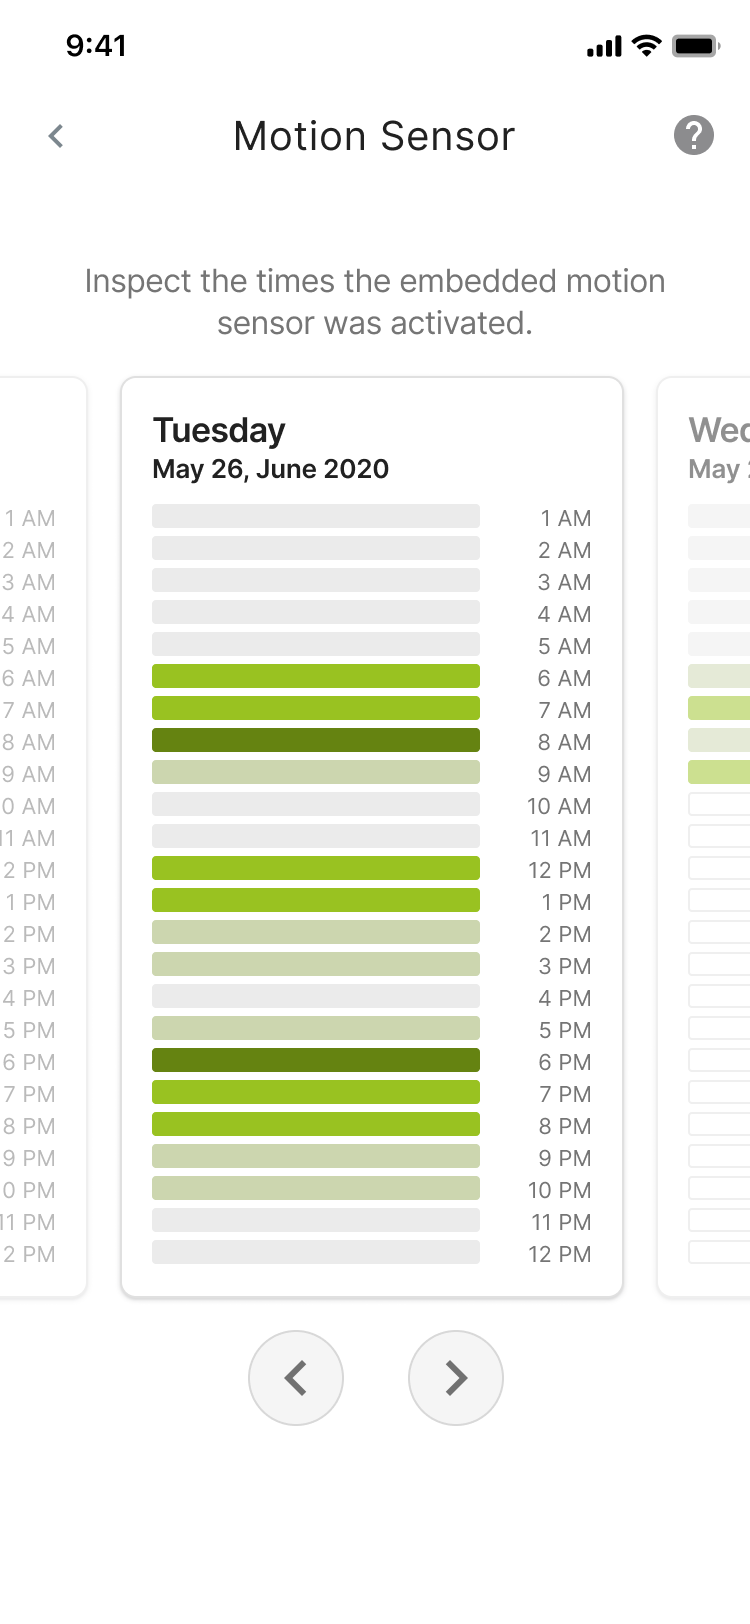 9:41
Motion Sensor
Inspect the times the embedded motion
sensor was activated.
1 AM
2 AM
3 AM
4 AM
5 AM
6 AM
7 AM
8 AM
9 AM
0 AM
11 AM
2 PM
1 PM
2 PM
3 PM
4 PM
5 PM
6 PM
7 PM
8 PM
9 PM
0 PM
11 PM
2 PM
Tuesday
May 26, June 2020
1 AM
2 AM
3 AM
4 AM
5 AM
6 AM
7 AM
8 AM
9 AM
10 AM
11 AM
12 PM
1 PM
2 PM
3 PM
4 PM
5 PM
6 PM
7 PM
8 PM
9 PM
10 PM
11 PM
12 PM
Wed
May